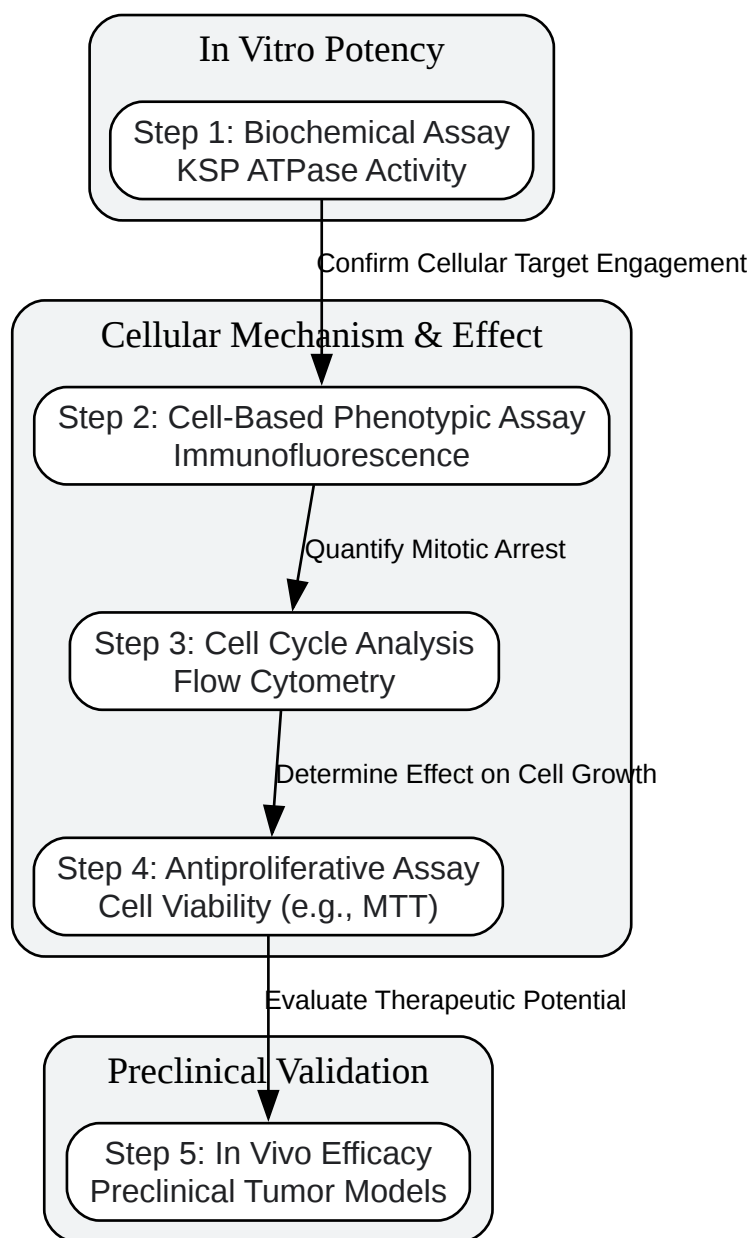 In Vitro Potency
Step 1: Biochemical Assay
KSP ATPase Activity
Confirm Cellular Target Engagement
Cellular Mechanism & Effect
Step 2: Cell-Based Phenotypic Assay
Immunofluorescence
Quantify Mitotic Arrest
Step 3: Cell Cycle Analysis
Flow Cytometry
Determine Effect on Cell Growth
Step 4: Antiproliferative Assay
Cell Viability (e.g., MTT)
Evaluate Therapeutic Potential
Preclinical Validation
Step 5: In Vivo Efficacy
Preclinical Tumor Models